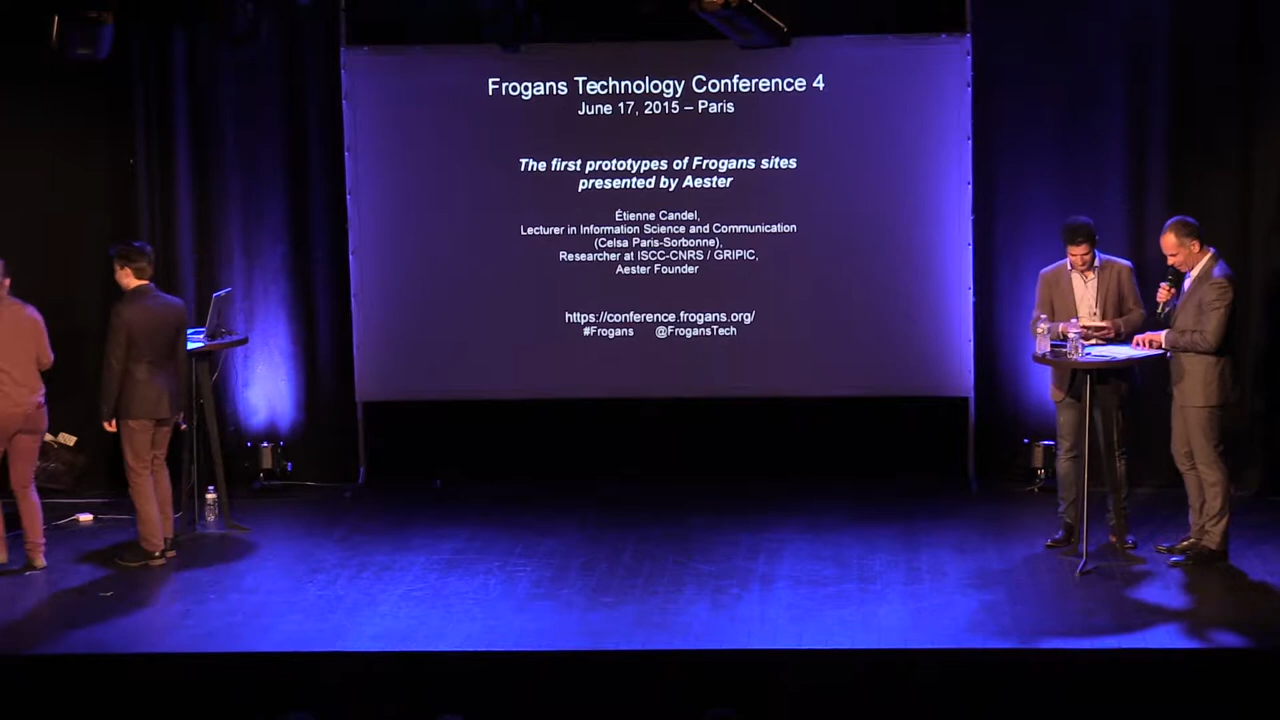 Frogans Technology Conference 4
June 17, 2015 – Paris
The first prototypes of Frogans sites
presented by Aester
Étienne Candel,
Lecturer in Information Science and Communication
(Celsa Paris-Sorbonne),
Researcher at ISCC-CNRS / GRIPIC,
Aester Founder
https://conference.frogans.org/
#Frogans @FrogansTech